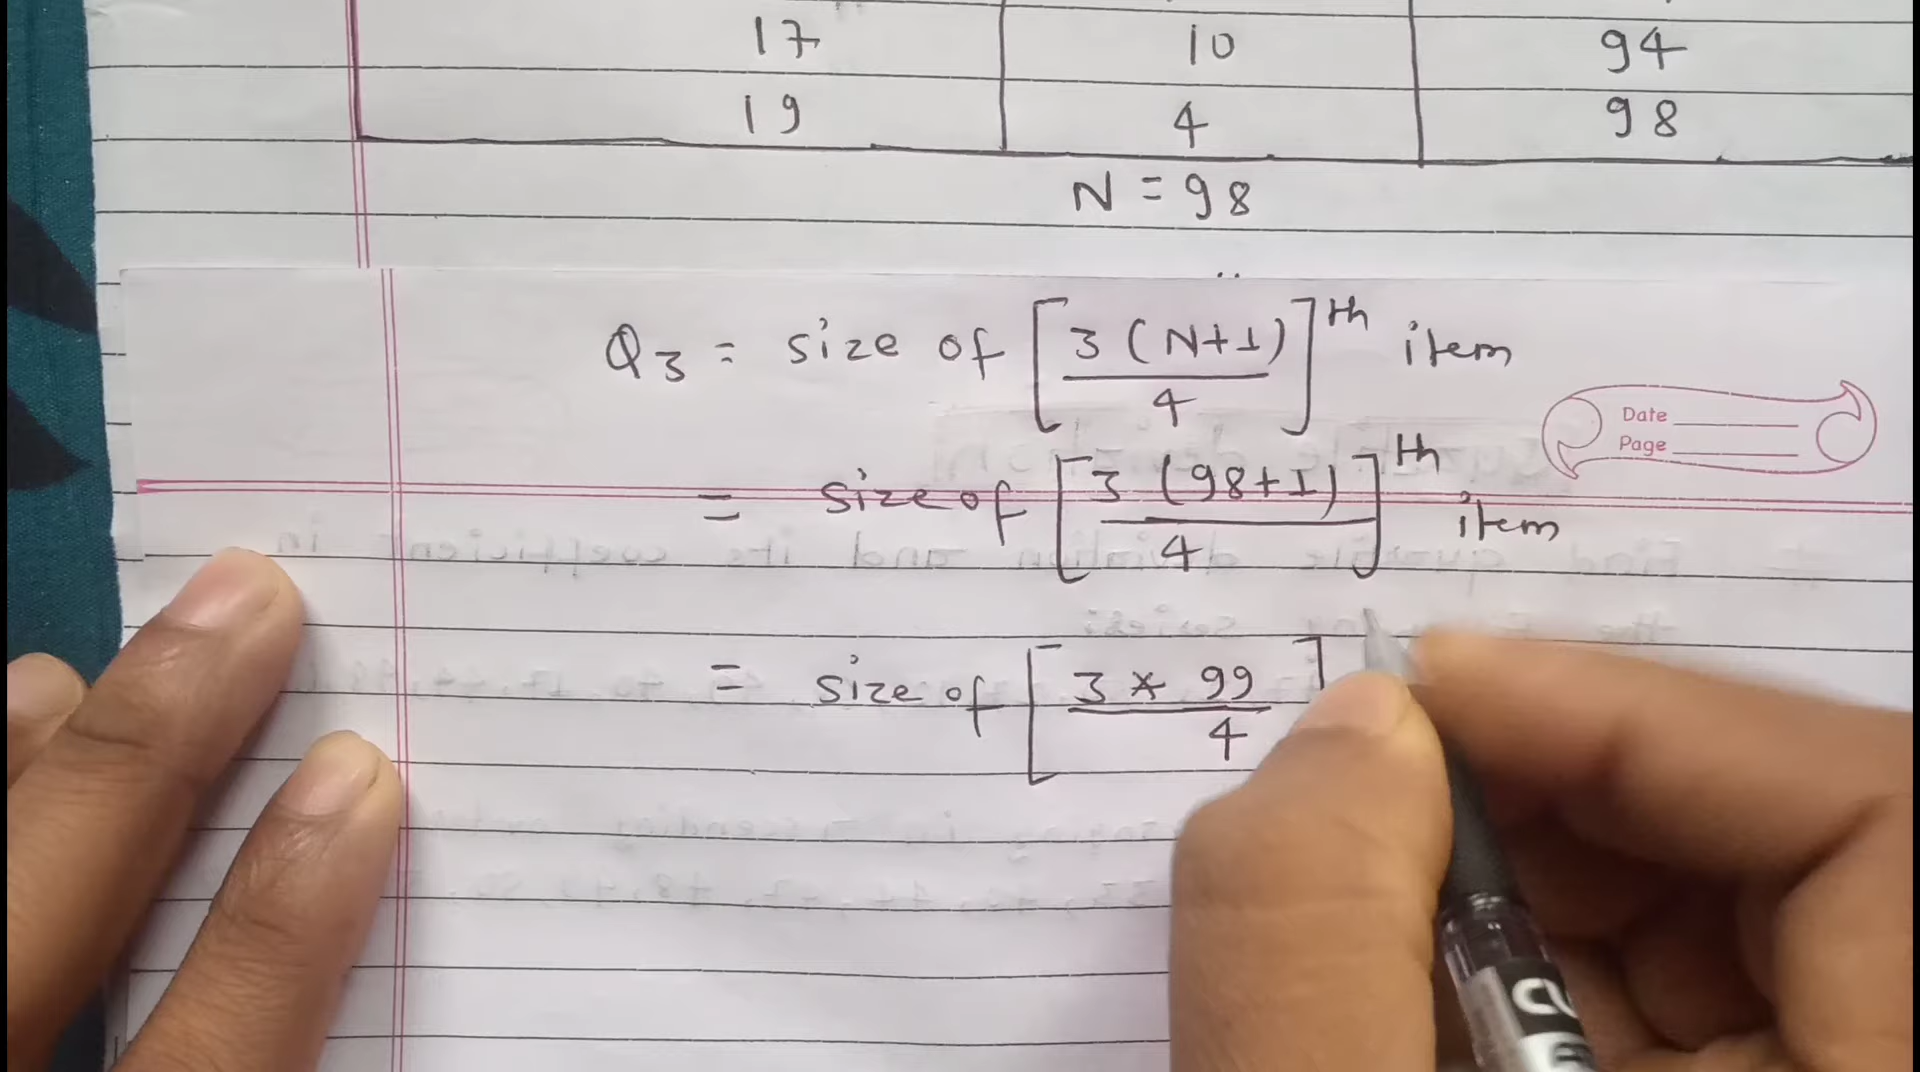 17 10 94
19 4 98
N = 98
Q3 = size of [3 (N+1) / 4]th item
Date
Page
= size of [3 (98+1) / 4]th item
= size of [3 * 99 / 4]